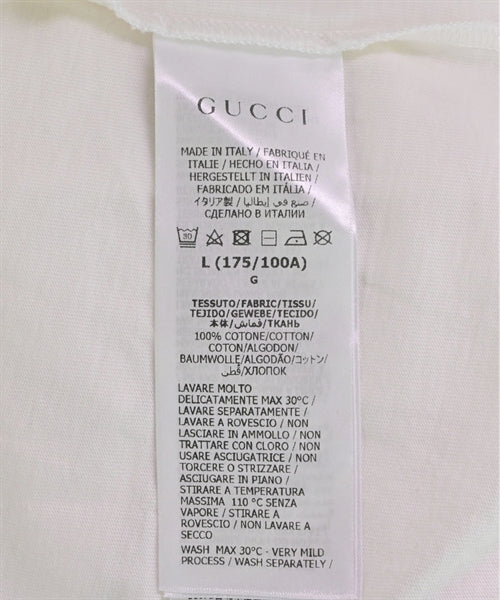 GUCCI
MADE IN ITALY / FABRIQUÉ EN
ITALIE / HECHO EN ITALIA /
HERGESTELLT IN ITALIEN /
FABRICADO EM ITÁLIA /
イタリア製 / صنع في إيطاليا /
СДЕЛАНО В ИТАЛИИ
30
L (175/100A)
G
TESSUTO/FABRIC/TISSU/
TEJIDO/GEWEBE/TECIDO/
本体/قماش/ТКАНЬ
100% COTONE/COTTON/
COTON/ALGODON/
BAUMWOLLE/ALGODÃO/コットン/
قطن/ХЛОПОК
LAVARE MOLTO
DELICATAMENTE MAX 30°C /
LAVARE SEPARATAMENTE /
LAVARE A ROVESCIO / NON
LASCIARE IN AMMOLLO / NON
TRATTARE CON CLORO / NON
USARE ASCIUGATRICE / NON
TORCERE O STRIZZARE /
ASCIUGARE IN PIANO /
STIRARE A TEMPERATURA
MASSIMA 110 °C SENZA
VAPORE / STIRARE A
ROVESCIO / NON LAVARE A
SECCO
WASH MAX 30°C - VERY MILD
PROCESS / WASH SEPARATELY /